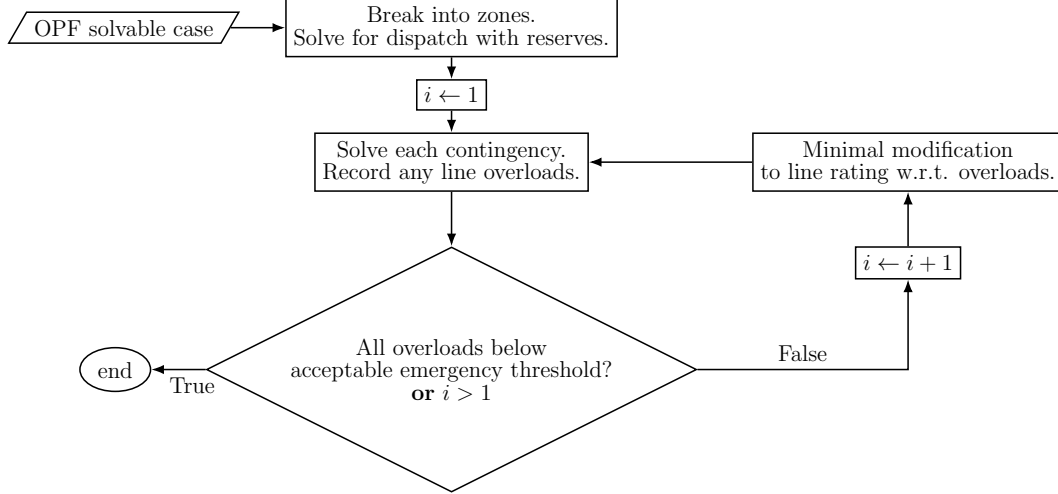 OPF solvable case
Break into zones.
Solve for dispatch with reserves.
i ← 1
Solve each contingency.
Record any line overloads.
Minimal modification
to line rating w.r.t. overloads.
i ← i + 1
All overloads below
acceptable emergency threshold?
or i > 1
False
end
True